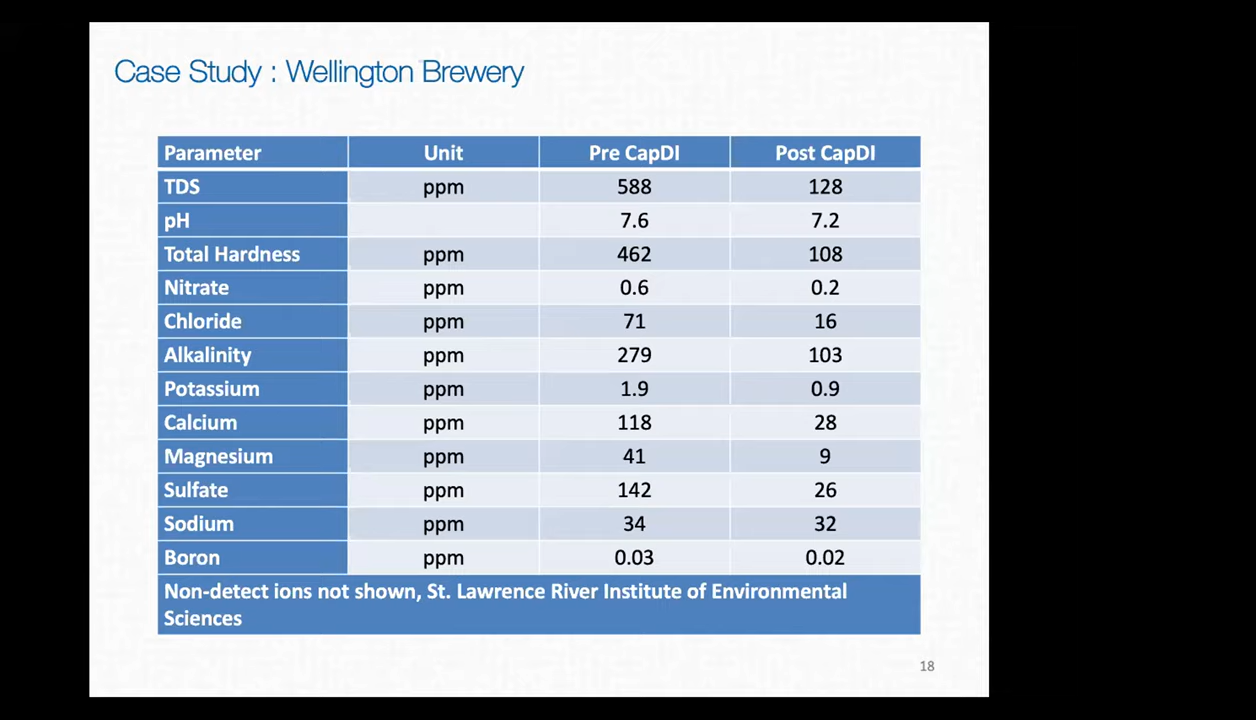 Case Study : Wellington Brewery
Parameter Unit Pre CapDI Post CapDI
TDS ppm 588 128
pH 7.6 7.2
Total Hardness ppm 462 108
Nitrate ppm 0.6 0.2
Chloride ppm 71 16
Alkalinity ppm 279 103
Potassium ppm 1.9 0.9
Calcium ppm 118 28
Magnesium ppm 41 9
Sulfate ppm 142 26
Sodium ppm 34 32
Boron ppm 0.03 0.02
Non-detect ions not shown, St. Lawrence River Institute of Environmental
Sciences
18